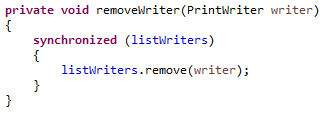 private void removeWriter(PrintWriter writer)
{
    synchronized (listWriters)
    {
        listWriters.remove(writer);
    }
}